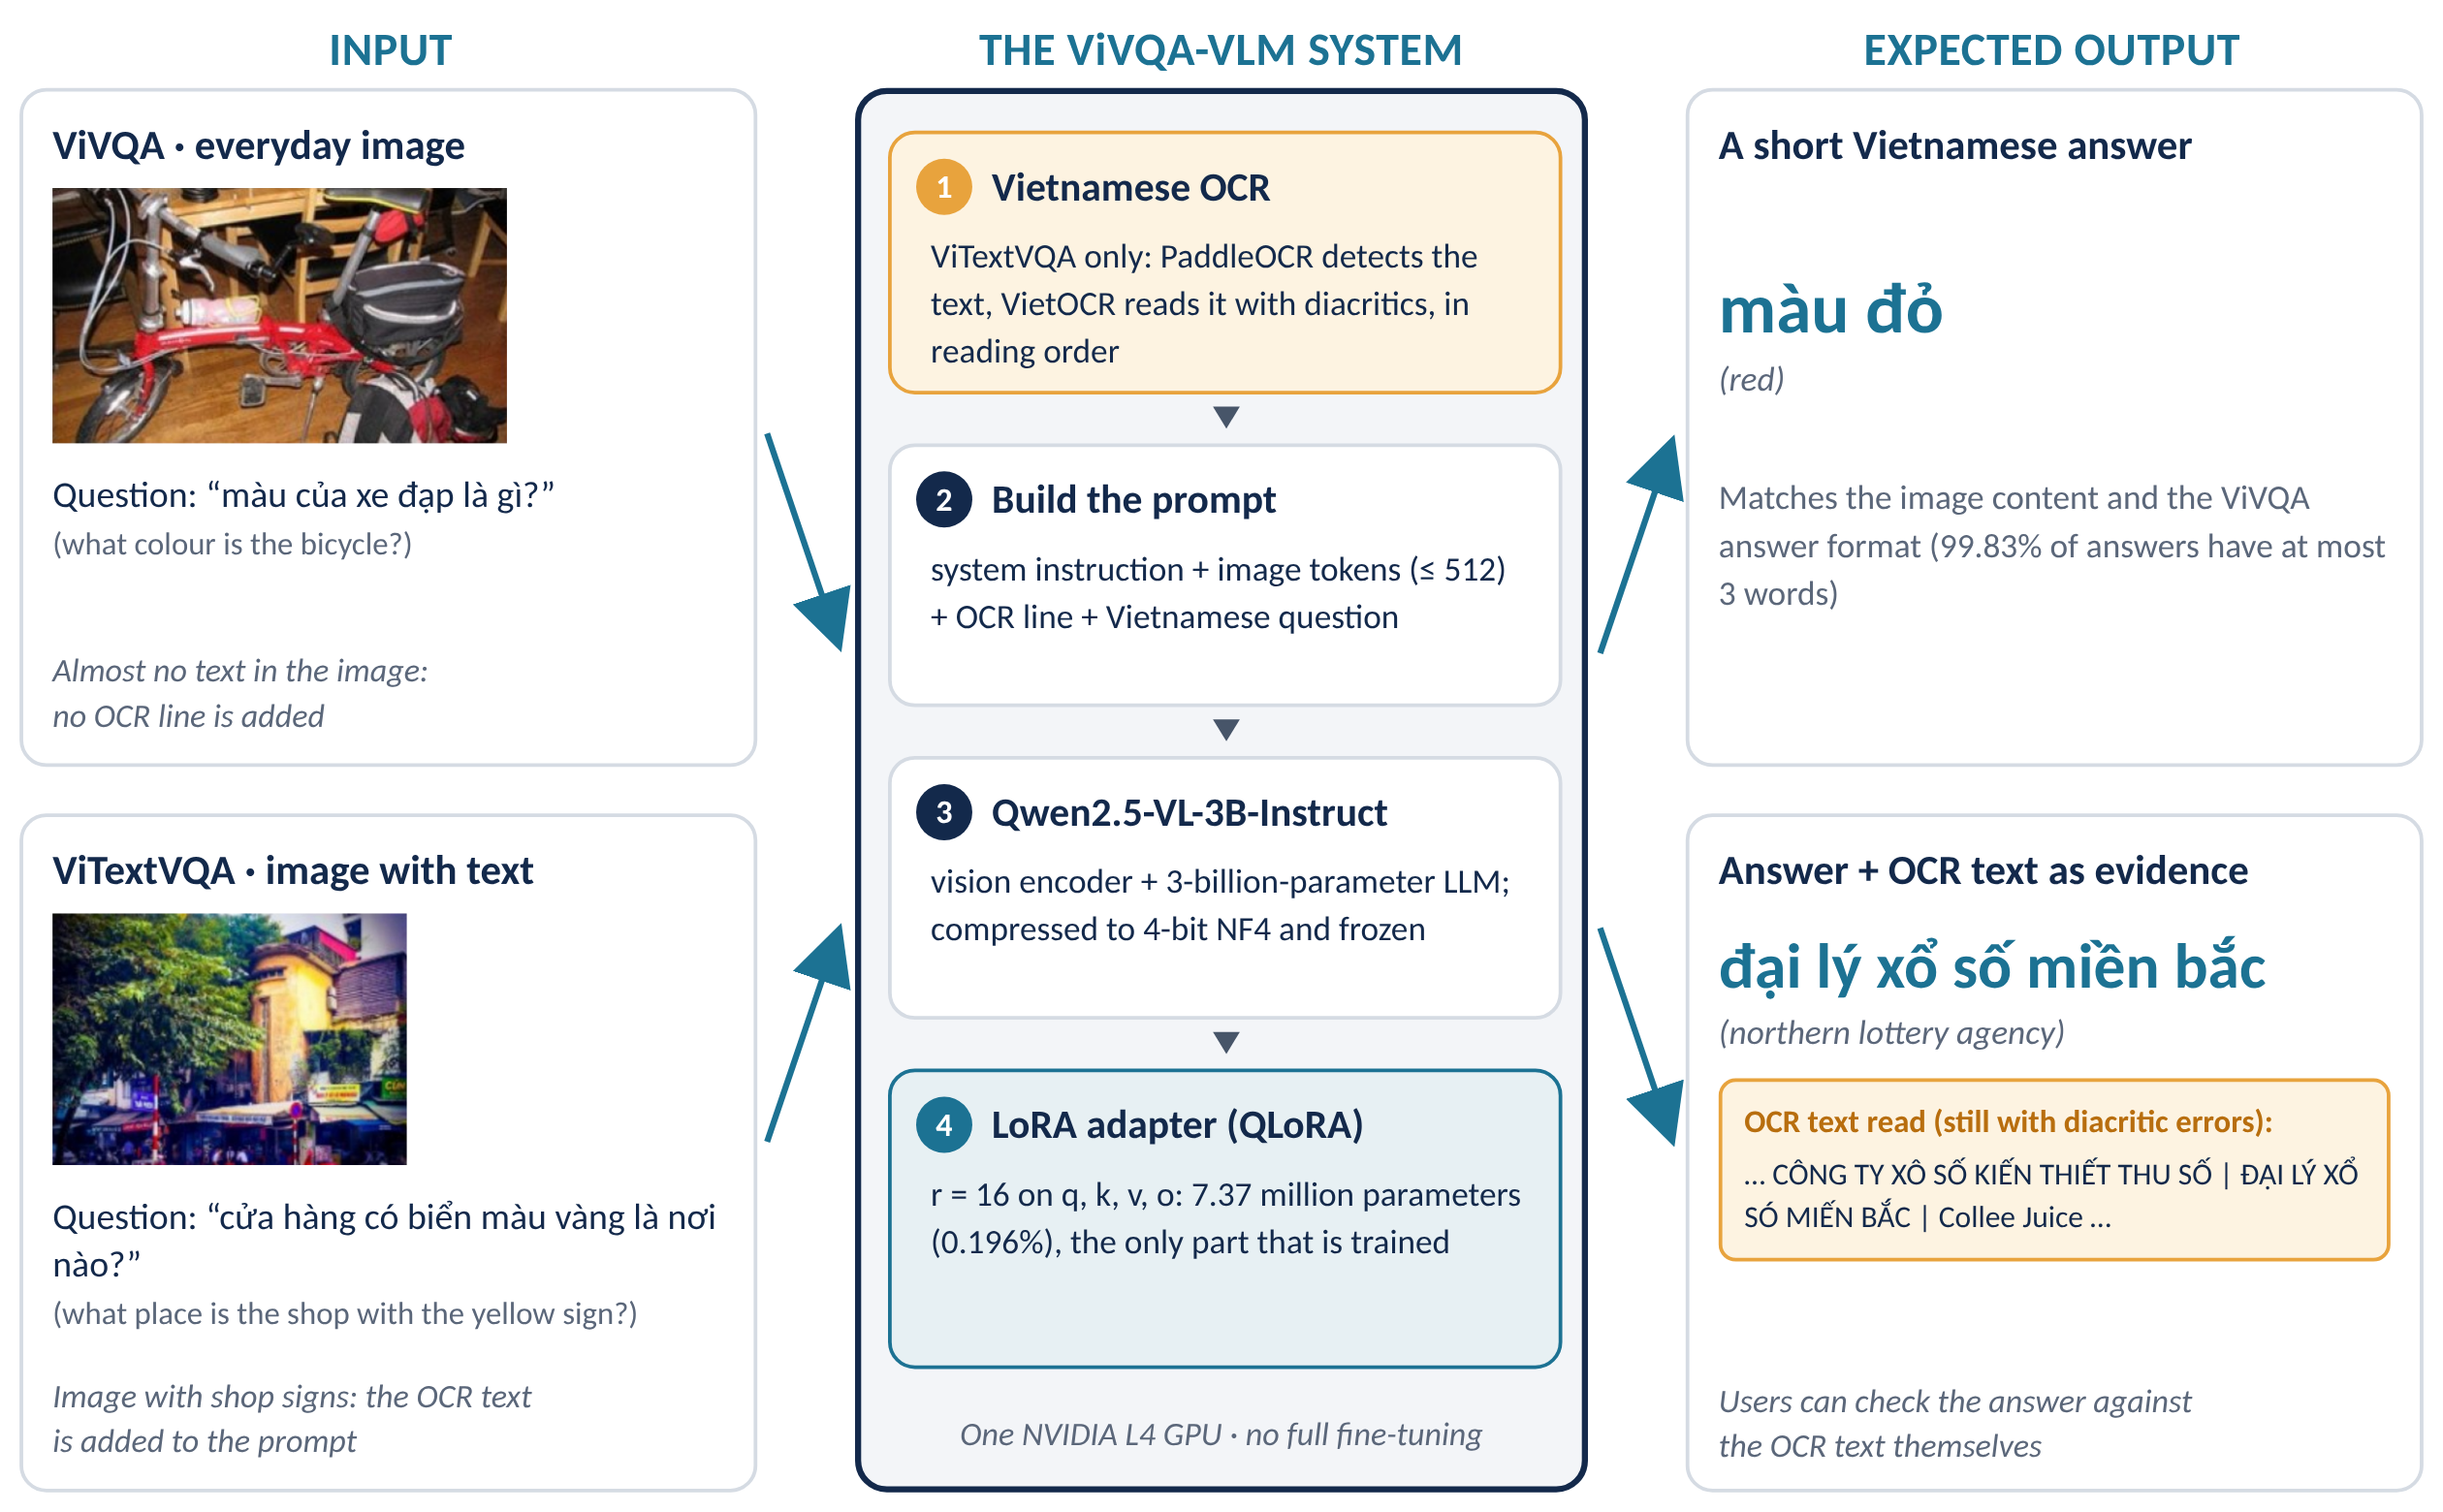 INPUT
ViVQA · everyday image
Question: “màu của xe đạp là gì?”
(what colour is the bicycle?)
Almost no text in the image:
no OCR line is added
ViTextVQA · image with text
Question: “cửa hàng có biển màu vàng là nơi
nào?”
(what place is the shop with the yellow sign?)
Image with shop signs: the OCR text
is added to the prompt
THE ViVQA-VLM SYSTEM
1 Vietnamese OCR
ViTextVQA only: PaddleOCR detects the
text, VietOCR reads it with diacritics, in
reading order
2 Build the prompt
system instruction + image tokens (≤ 512)
+ OCR line + Vietnamese question
3 Qwen2.5-VL-3B-Instruct
vision encoder + 3-billion-parameter LLM;
compressed to 4-bit NF4 and frozen
4 LoRA adapter (QLoRA)
r = 16 on q, k, v, o: 7.37 million parameters
(0.196%), the only part that is trained
One NVIDIA L4 GPU · no full fine-tuning
EXPECTED OUTPUT
A short Vietnamese answer
màu đỏ
(red)
Matches the image content and the ViVQA
answer format (99.83% of answers have at most
3 words)
Answer + OCR text as evidence
đại lý xổ số miền bắc
(northern lottery agency)
OCR text read (still with diacritic errors):
... CÔNG TY XÔ SỐ KIẾN THIẾT THU SỐ | ĐẠI LÝ XỔ
SÓ MIẾN BẮC | Collee Juice ...
Users can check the answer against
the OCR text themselves